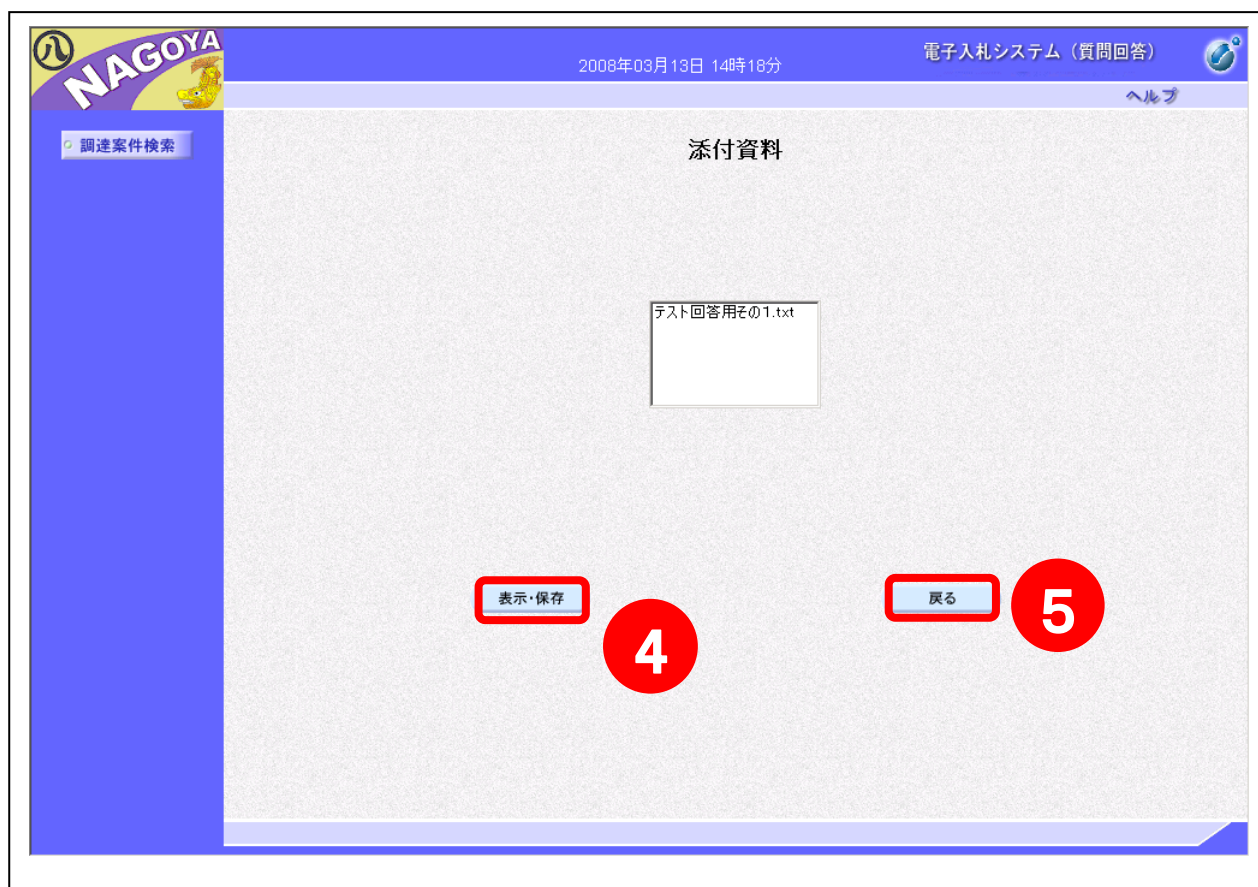 八
NAGOYA
2008年03月13日 14時18分
電子入札システム（質問回答）
ヘルプ
調達案件検索
添付資料
テスト回答用その1.txt
表示・保存
戻る
4
5